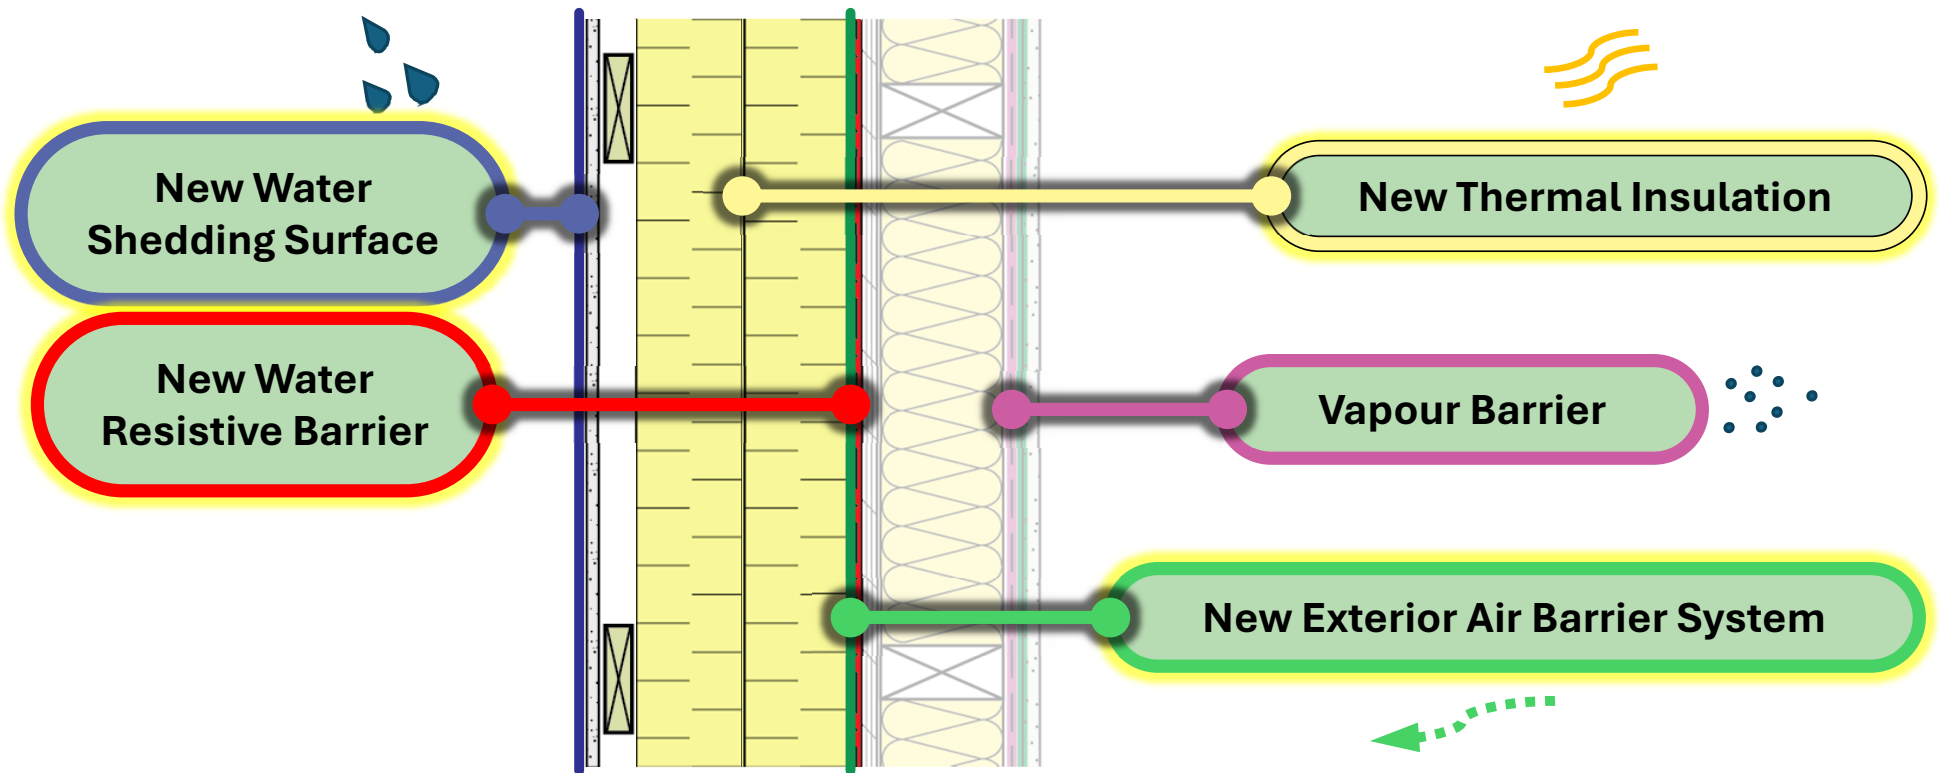 New Water
Shedding Surface
New Thermal Insulation
New Water
Resistive Barrier
Vapour Barrier
New Exterior Air Barrier System